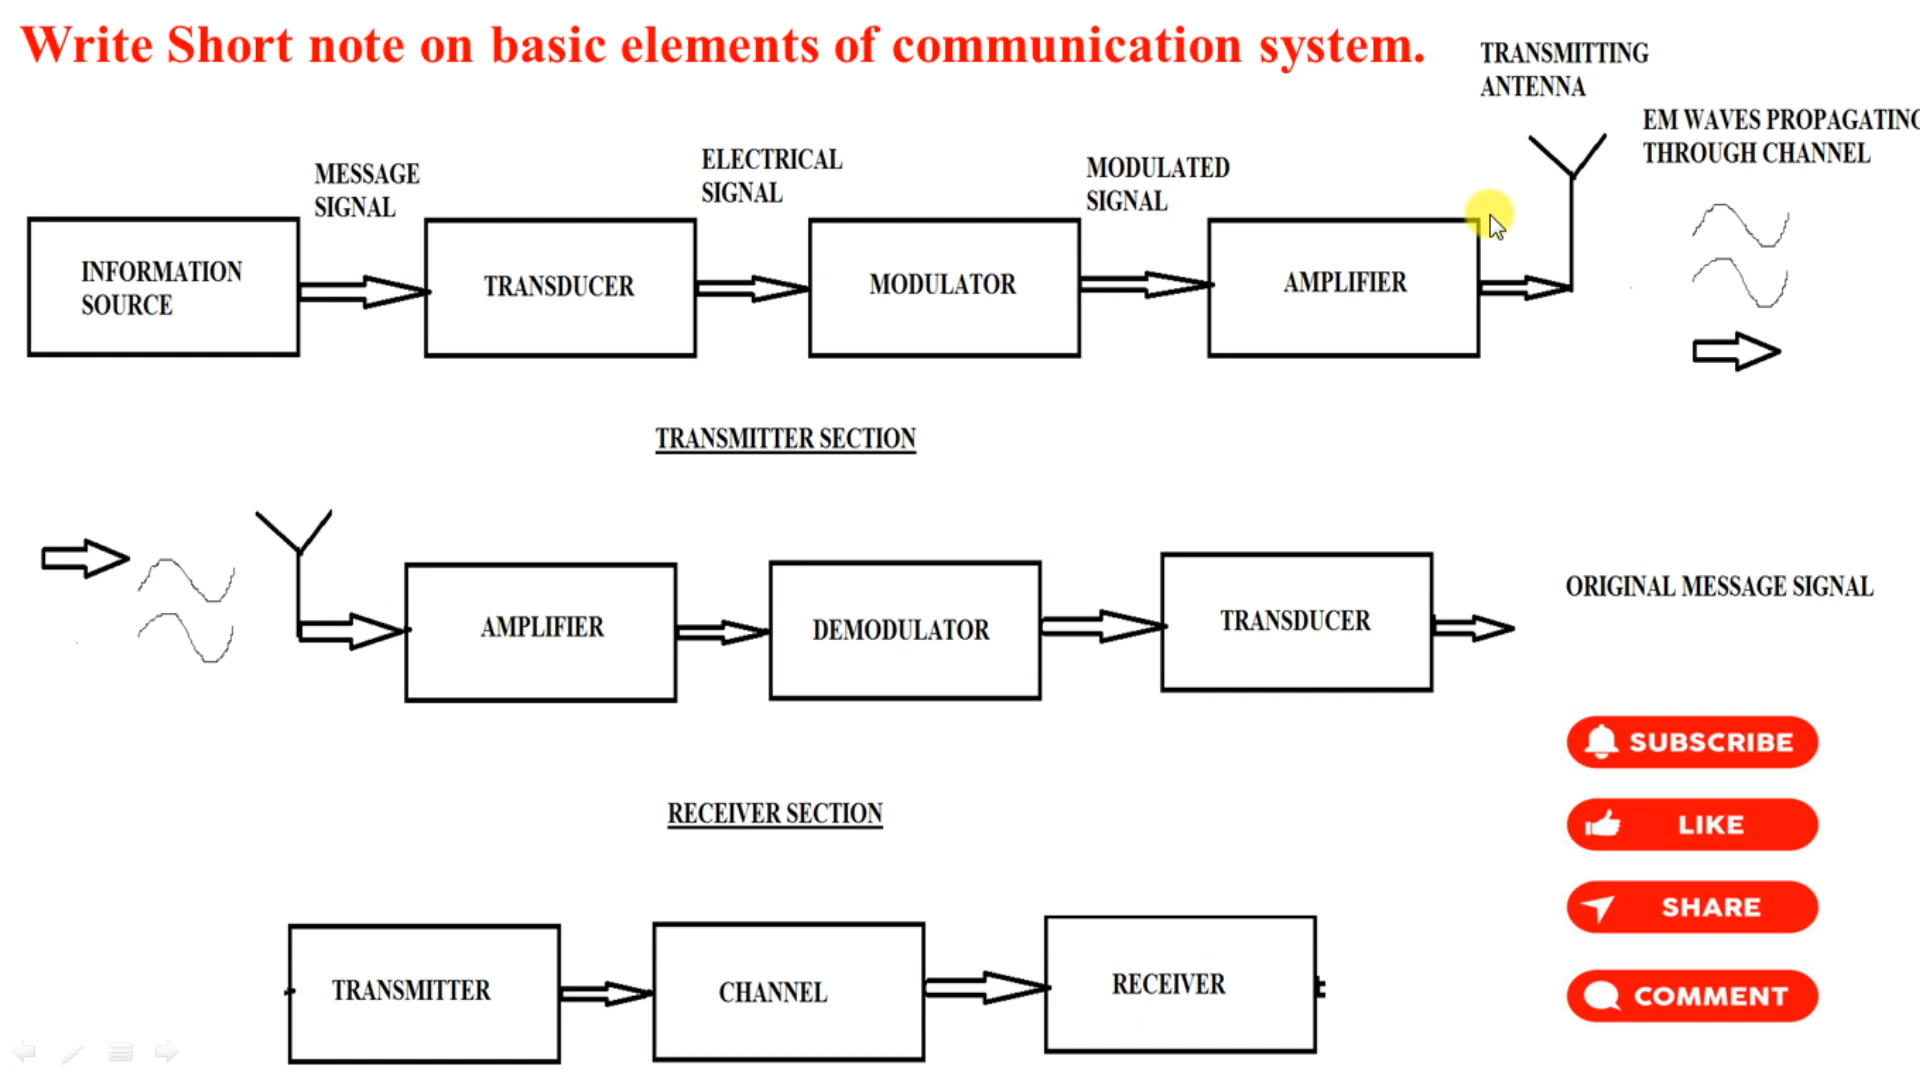 Write Short note on basic elements of communication system.
TRANSMITTING
ANTENNA
EM WAVES PROPAGATING
THROUGH CHANNEL
MESSAGE
SIGNAL
ELECTRICAL
SIGNAL
MODULATED
SIGNAL
INFORMATION
SOURCE
TRANSDUCER
MODULATOR
AMPLIFIER
TRANSMITTER SECTION
AMPLIFIER
DEMODULATOR
TRANSDUCER
ORIGINAL MESSAGE SIGNAL
RECEIVER SECTION
SUBSCRIBE
LIKE
SHARE
COMMENT
TRANSMITTER
CHANNEL
RECEIVER